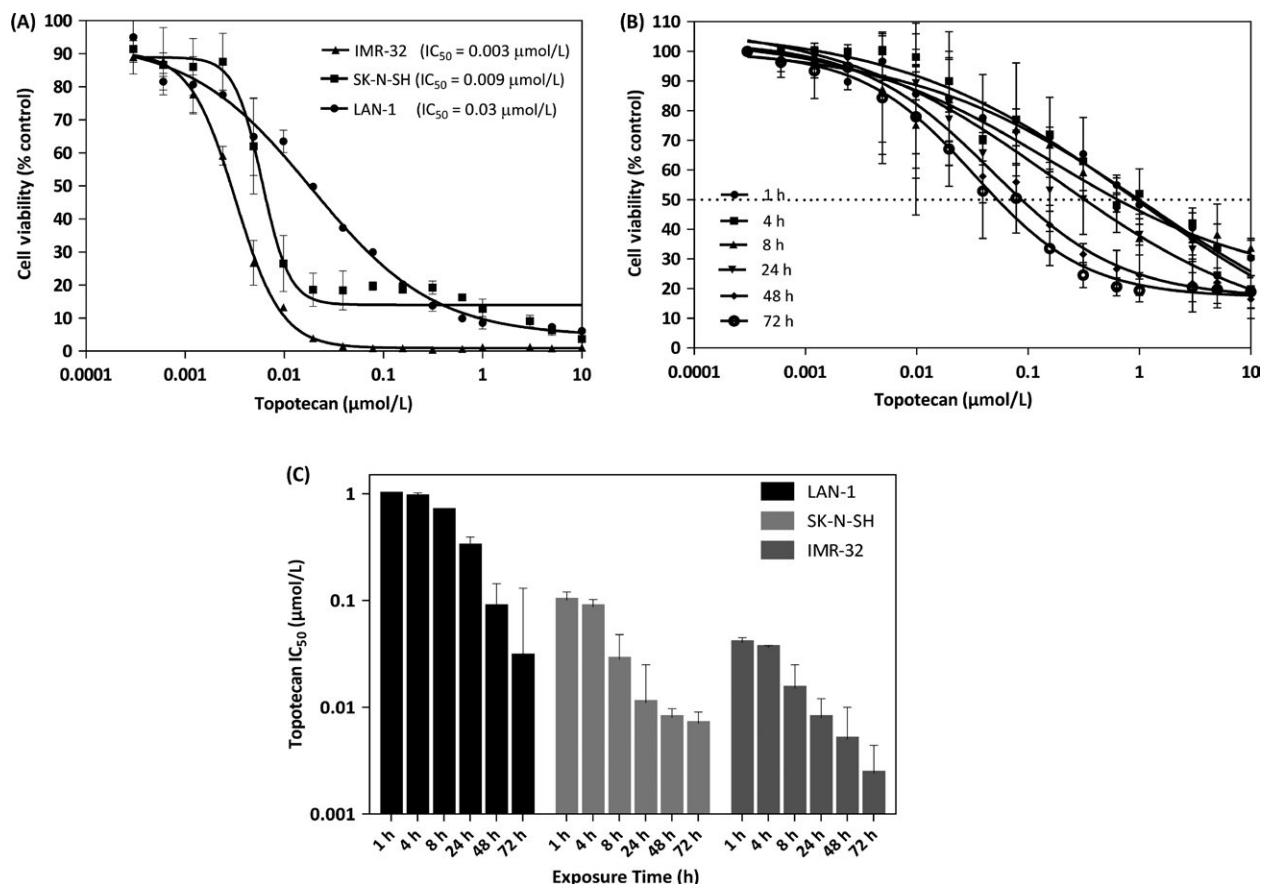 (A)
Cell viability (% control)
100
90
80
70
60
50
40
30
20
10
0
IMR-32 (IC₅₀ = 0.003 µmol/L)
SK-N-SH (IC₅₀ = 0.009 µmol/L)
LAN-1 (IC₅₀ = 0.03 µmol/L)
0.0001 0.001 0.01 0.1 1 10
Topotecan (µmol/L)
(B)
Cell viability (% control)
110
100
90
80
70
60
50
40
30
20
10
0
1 h
4 h
8 h
24 h
48 h
72 h
0.0001 0.001 0.01 0.1 1 10
Topotecan (µmol/L)
(C)
Topotecan IC₅₀ (µmol/L)
1
0.1
0.01
0.001
LAN-1
SK-N-SH
IMR-32
1 h 4 h 8 h 24 h 48 h 72 h 1 h 4 h 8 h 24 h 48 h 72 h 1 h 4 h 8 h 24 h 48 h 72 h
Exposure Time (h)